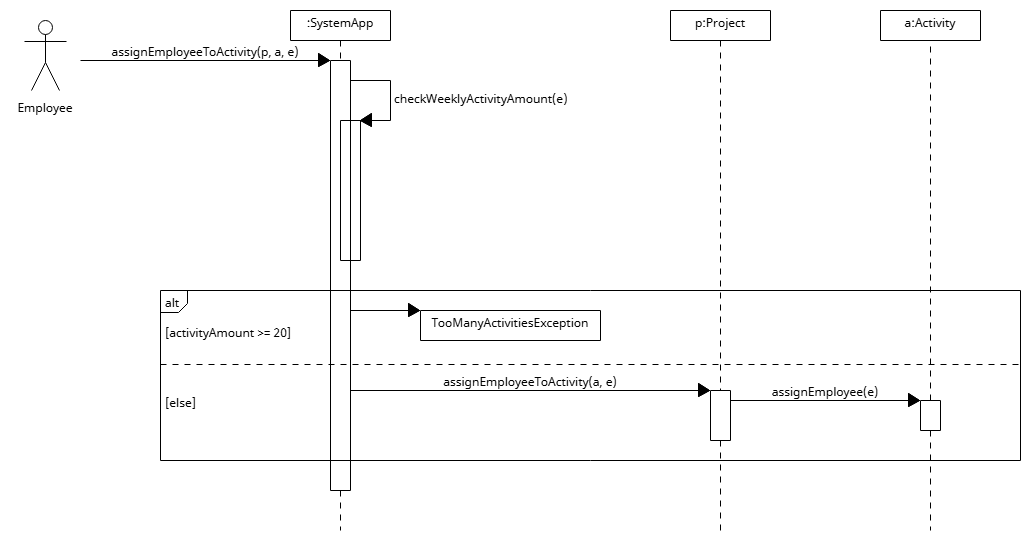 :SystemApp
p:Project
a:Activity
assignEmployeeToActivity(p, a, e)
Employee
checkWeeklyActivityAmount(e)
alt
[activityAmount >= 20]
TooManyActivitiesException
assignEmployeeToActivity(a, e)
assignEmployee(e)
[else]